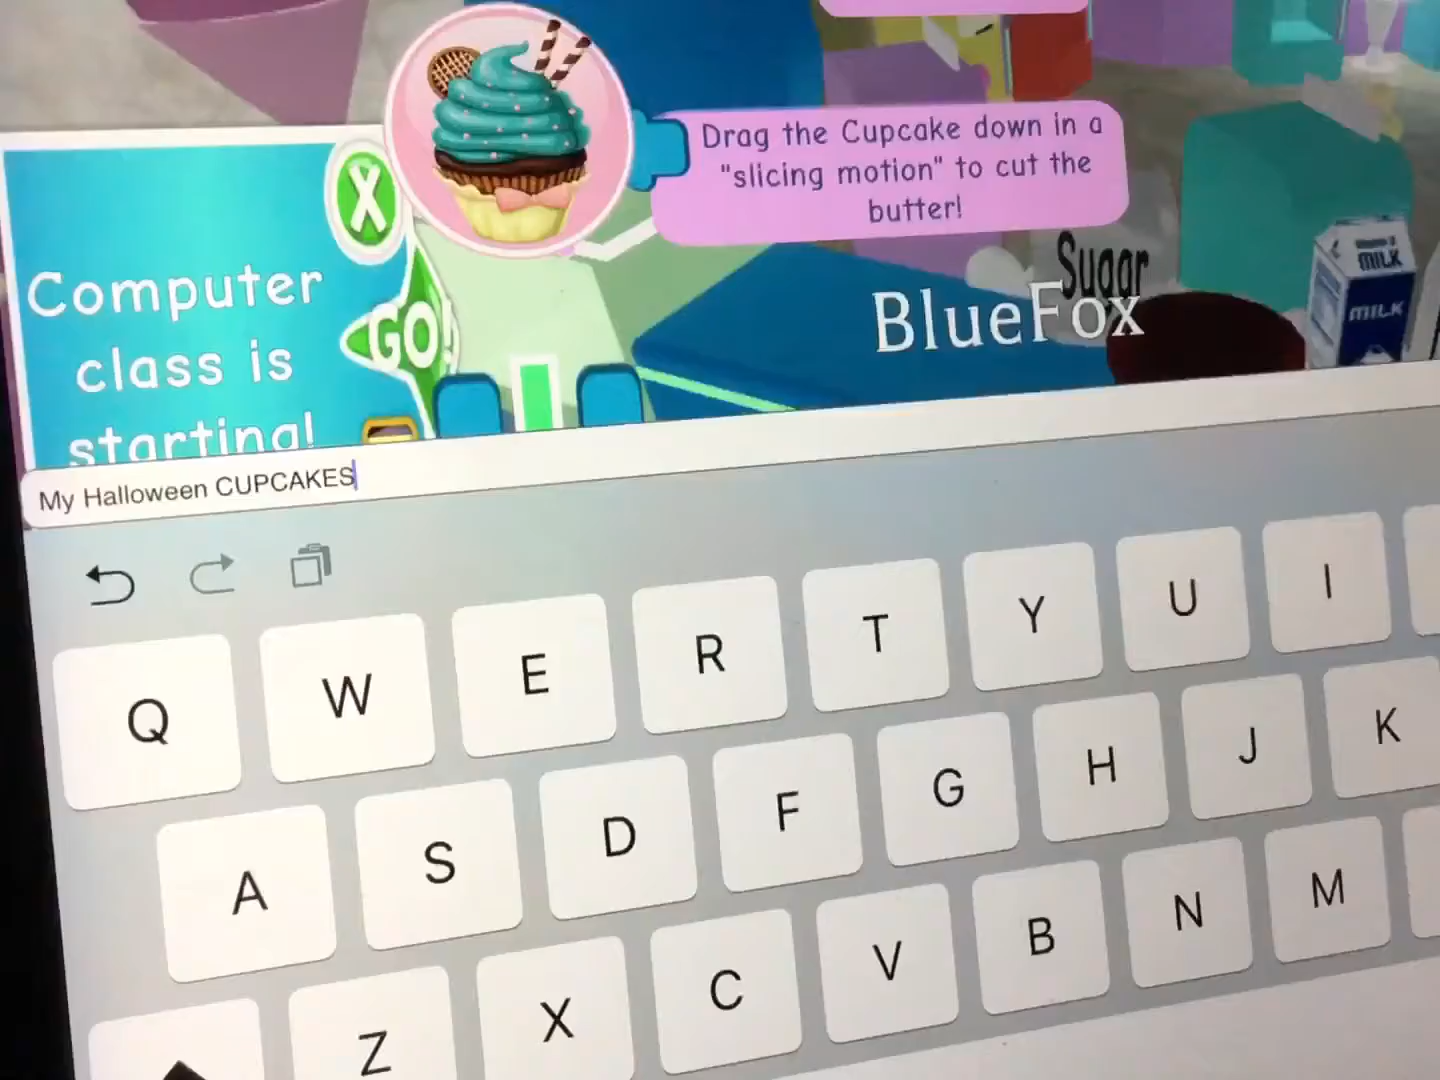 Drag the Cupcake down in a
"slicing motion" to cut the
butter!
X
Computer
class is
starting!
GO!
Sugar
BlueFox
MILK
MILK
My Halloween CUPCAKES
Q W E R T Y U I
A S D F G H J K
Z X C V B N M